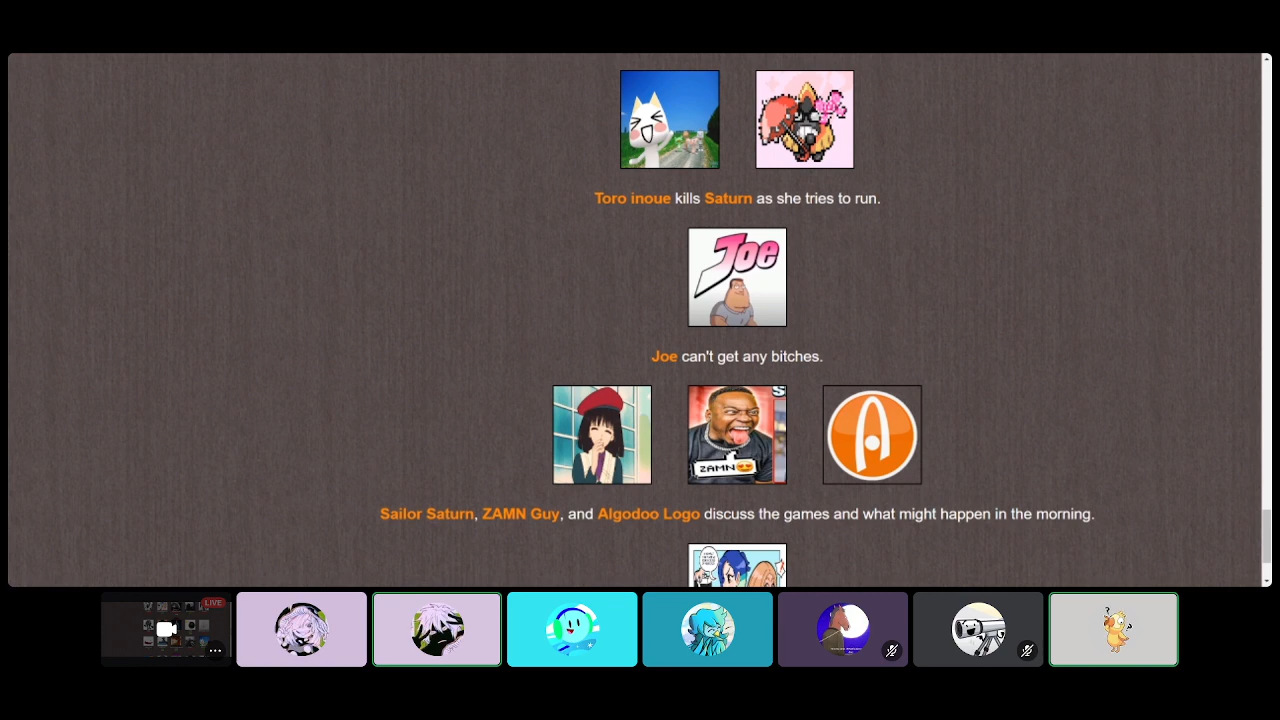 Toro inoue kills Saturn as she tries to run.
Joe
Joe can't get any bitches.
ZAMN😍
S
Sailor Saturn, ZAMN Guy, and Algodoo Logo discuss the games and what might happen in the morning.
LIVE